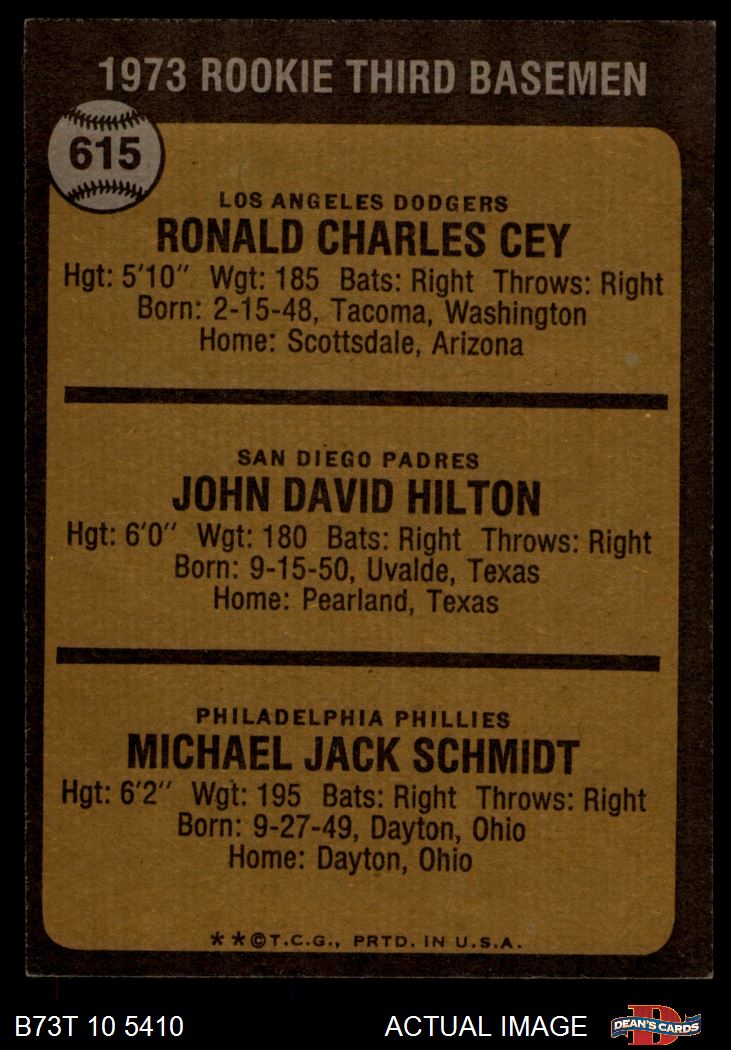 1973 ROOKIE THIRD BASEMEN
615
LOS ANGELES DODGERS
RONALD CHARLES CEY
Hgt: 5'10" Wgt: 185 Bats: Right Throws: Right
Born: 2-15-48, Tacoma, Washington
Home: Scottsdale, Arizona
SAN DIEGO PADRES
JOHN DAVID HILTON
Hgt: 6'0" Wgt: 180 Bats: Right Throws: Right
Born: 9-15-50, Uvalde, Texas
Home: Pearland, Texas
PHILADELPHIA PHILLIES
MICHAEL JACK SCHMIDT
Hgt: 6'2" Wgt: 195 Bats: Right Throws: Right
Born: 9-27-49, Dayton, Ohio
Home: Dayton, Ohio
**©T.C.G., PRTD. IN U.S.A.
B73T 10 5410 ACTUAL IMAGE
D DEAN'S CARDS